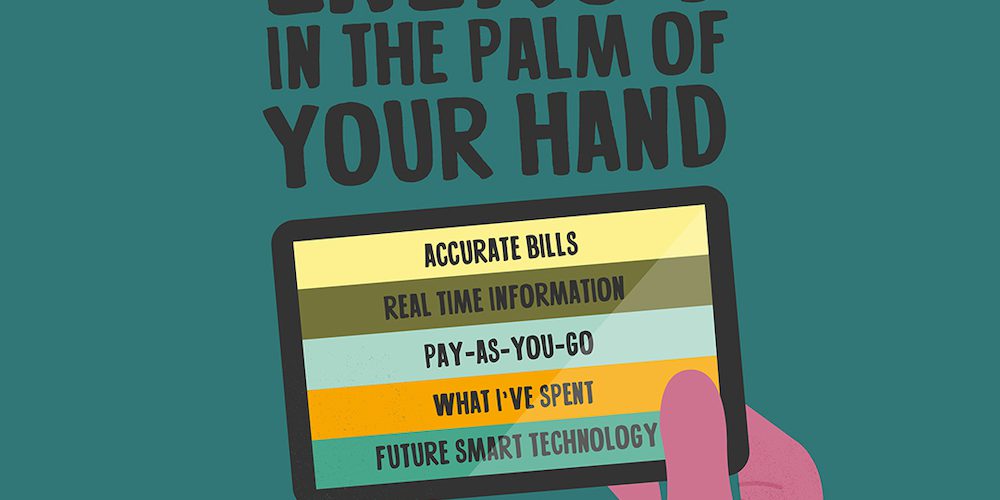 IN THE PALM OF
YOUR HAND
ACCURATE BILLS
REAL TIME INFORMATION
PAY-AS-YOU-GO
WHAT I'VE SPENT
FUTURE SMART TECHNOLOGY